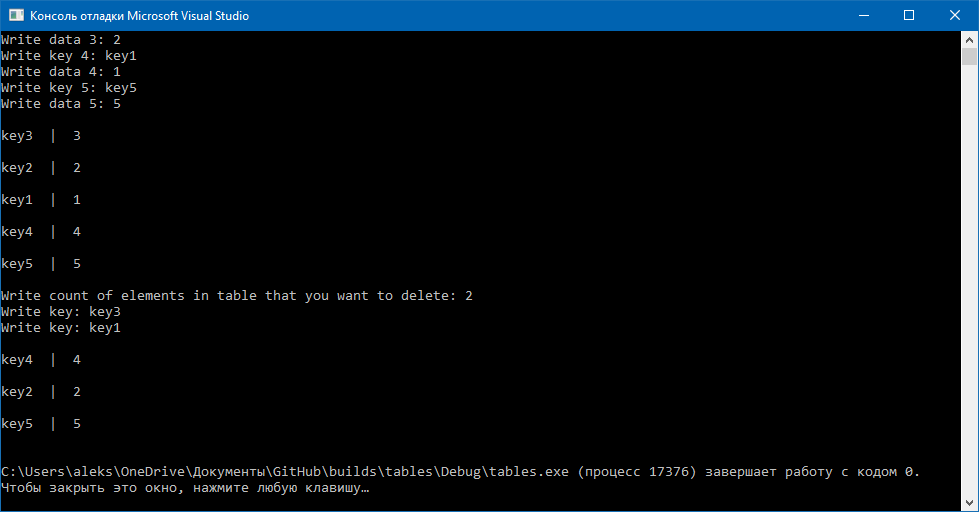 Консоль отладки Microsoft Visual Studio
Write data 3: 2
Write key 4: key1
Write data 4: 1
Write key 5: key5
Write data 5: 5
key3  |  3
key2  |  2
key1  |  1
key4  |  4
key5  |  5
Write count of elements in table that you want to delete: 2
Write key: key3
Write key: key1
key4  |  4
key2  |  2
key5  |  5
C:\Users\aleks\OneDrive\Документы\GitHub\builds\tables\Debug\tables.exe (процесс 17376) завершает работу с кодом 0.
Чтобы закрыть это окно, нажмите любую клавишу…